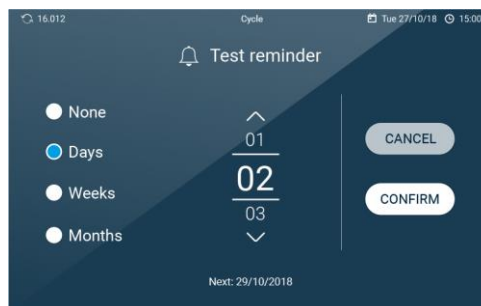 16.012 Cycle Tue 27/10/18 15:00
Test reminder
None
Days
Weeks
Months
01
02
03
CANCEL
CONFIRM
Next: 29/10/2018